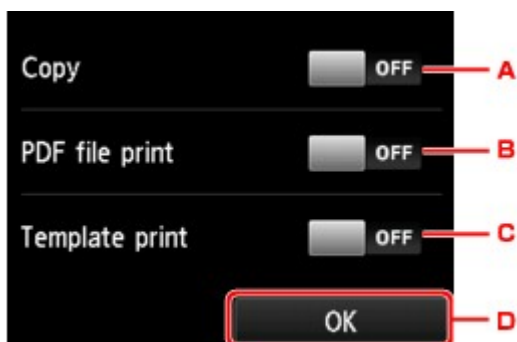 Copy OFF A
PDF file print OFF B
Template print OFF C
OK D